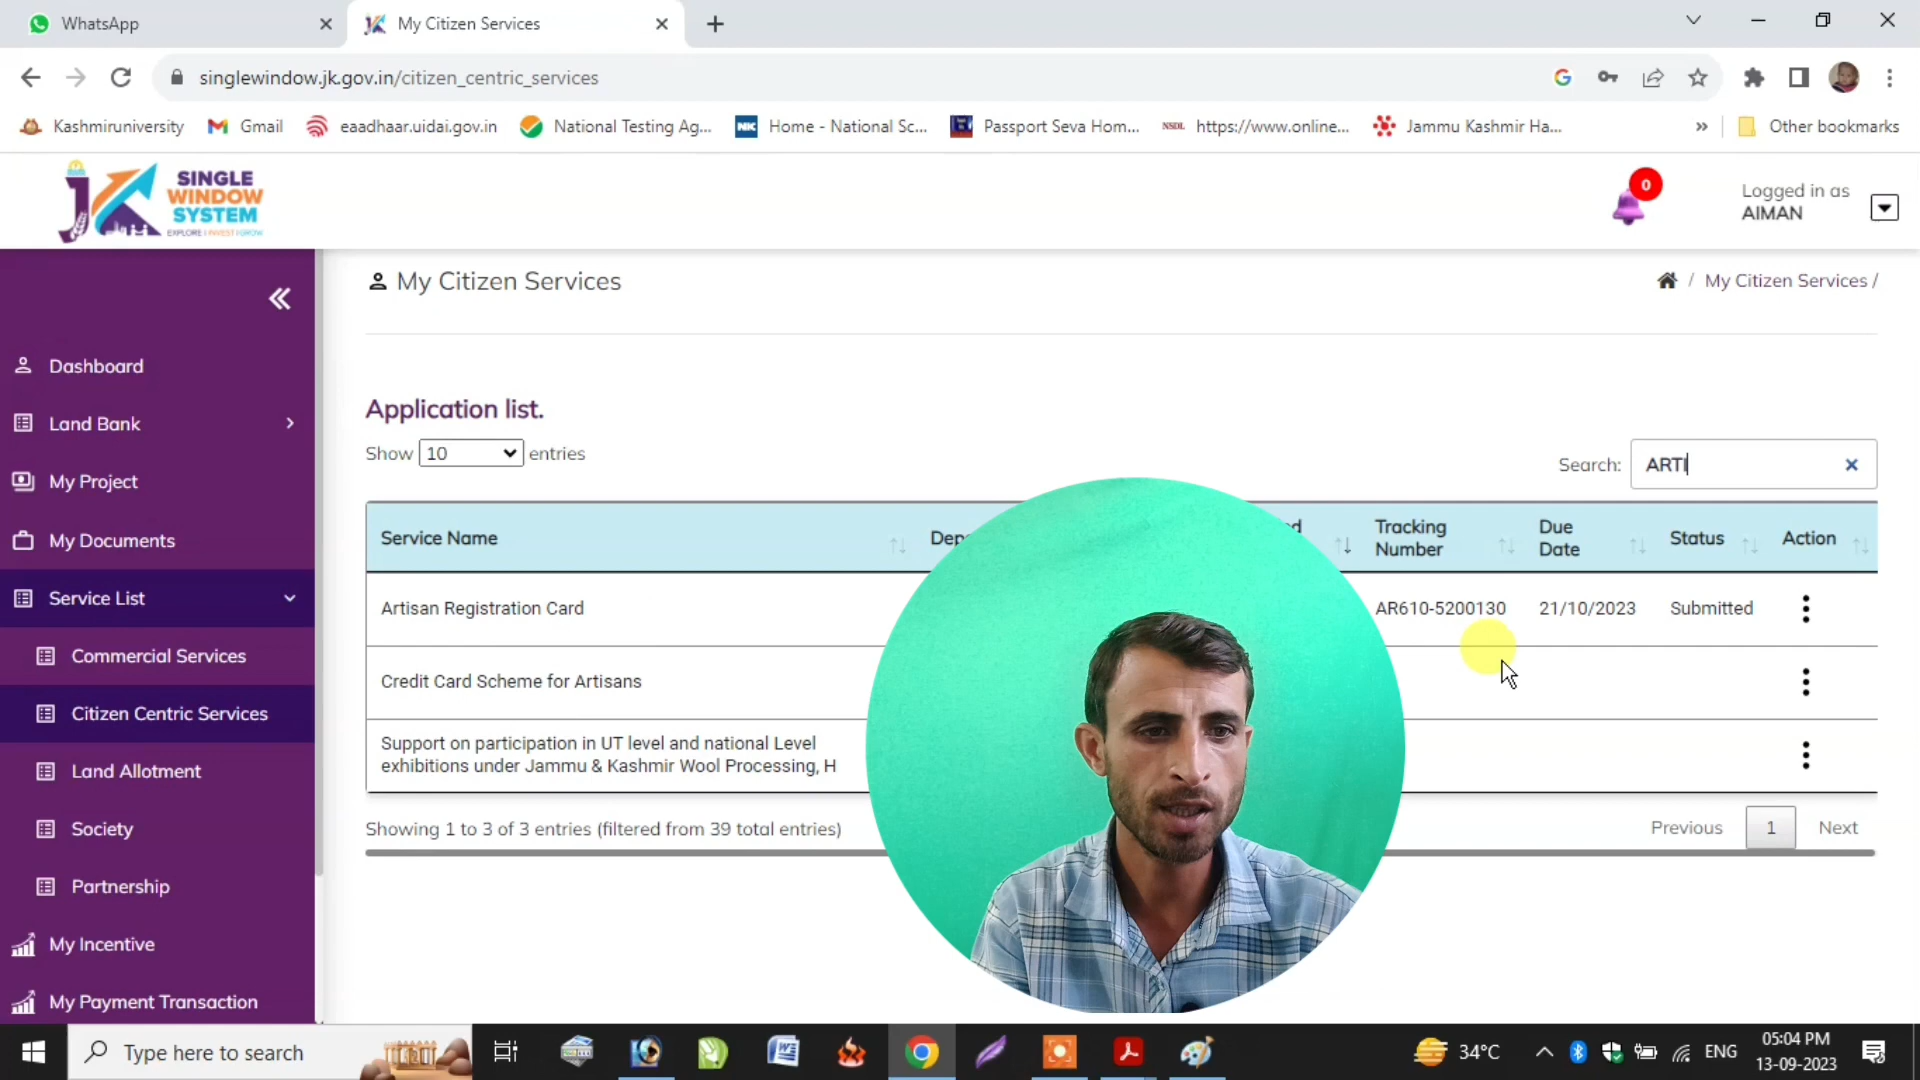 WhatsApp
My Citizen Services
singlewindow.jk.gov.in/citizen_centric_services
Kashmiruniversity
Gmail
eaadhaar.uidai.gov.in
National Testing Ag...
NK
Home - National Sc...
Passport Seva Hom...
NSDL
https://www.online...
Jammu Kashmir Ha...
Other bookmarks
SINGLE
WINDOW
SYSTEM
EXPLORE | INVEST | GROW
0
Logged in as
AIMAN
My Citizen Services
/ My Citizen Services /
Dashboard
Land Bank
My Project
My Documents
Service List
Commercial Services
Citizen Centric Services
Land Allotment
Society
Partnership
My Incentive
My Payment Transaction
Application list.
Show 10 entries
Search: ARTI
Service Name
Tracking
Number
Due
Date
Status
Action
Artisan Registration Card
AR610-5200130
21/10/2023
Submitted
Credit Card Scheme for Artisans
Support on participation in UT level and national Level
exhibitions under Jammu & Kashmir Wool Processing, H
Showing 1 to 3 of 3 entries (filtered from 39 total entries)
Previous
1
Next
Type here to search
34°C
ENG
05:04 PM
13-09-2023